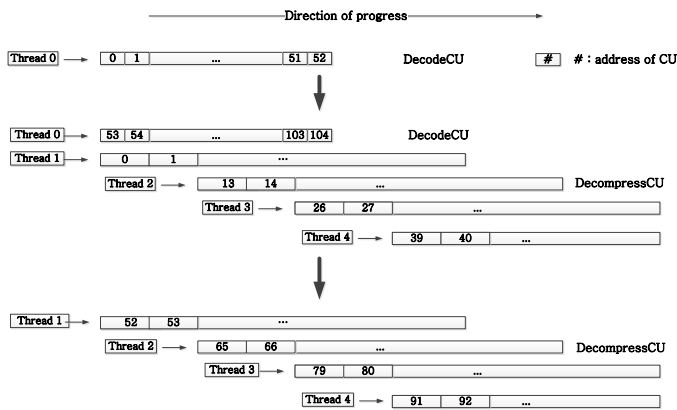 Direction of progress
Thread 0 0 1 ... 51 52 DecodeCU # # : address of CU
Thread 0 53 54 ... 103 104 DecodeCU
Thread 1 0 1 ...
Thread 2 13 14 ... DecompressCU
Thread 3 26 27 ...
Thread 4 39 40 ...
Thread 1 52 53 ...
Thread 2 65 66 ... DecompressCU
Thread 3 79 80 ...
Thread 4 91 92 ...